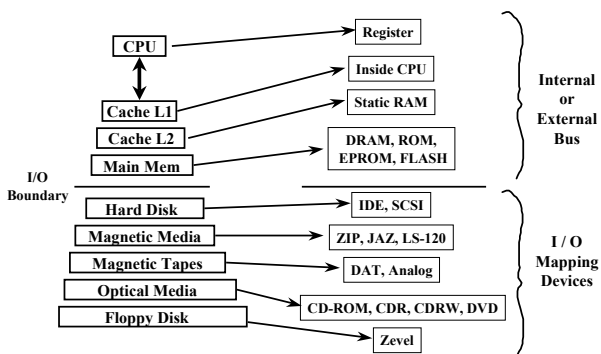 CPU
Register
Inside CPU
Cache L1
Static RAM
Cache L2
DRAM, ROM,
EPROM, FLASH
Main Mem
Internal
or
External
Bus
I/O
Boundary
Hard Disk
IDE, SCSI
Magnetic Media
ZIP, JAZ, LS-120
Magnetic Tapes
DAT, Analog
Optical Media
CD-ROM, CDR, CDRW, DVD
Floppy Disk
Zevel
I / O
Mapping
Devices